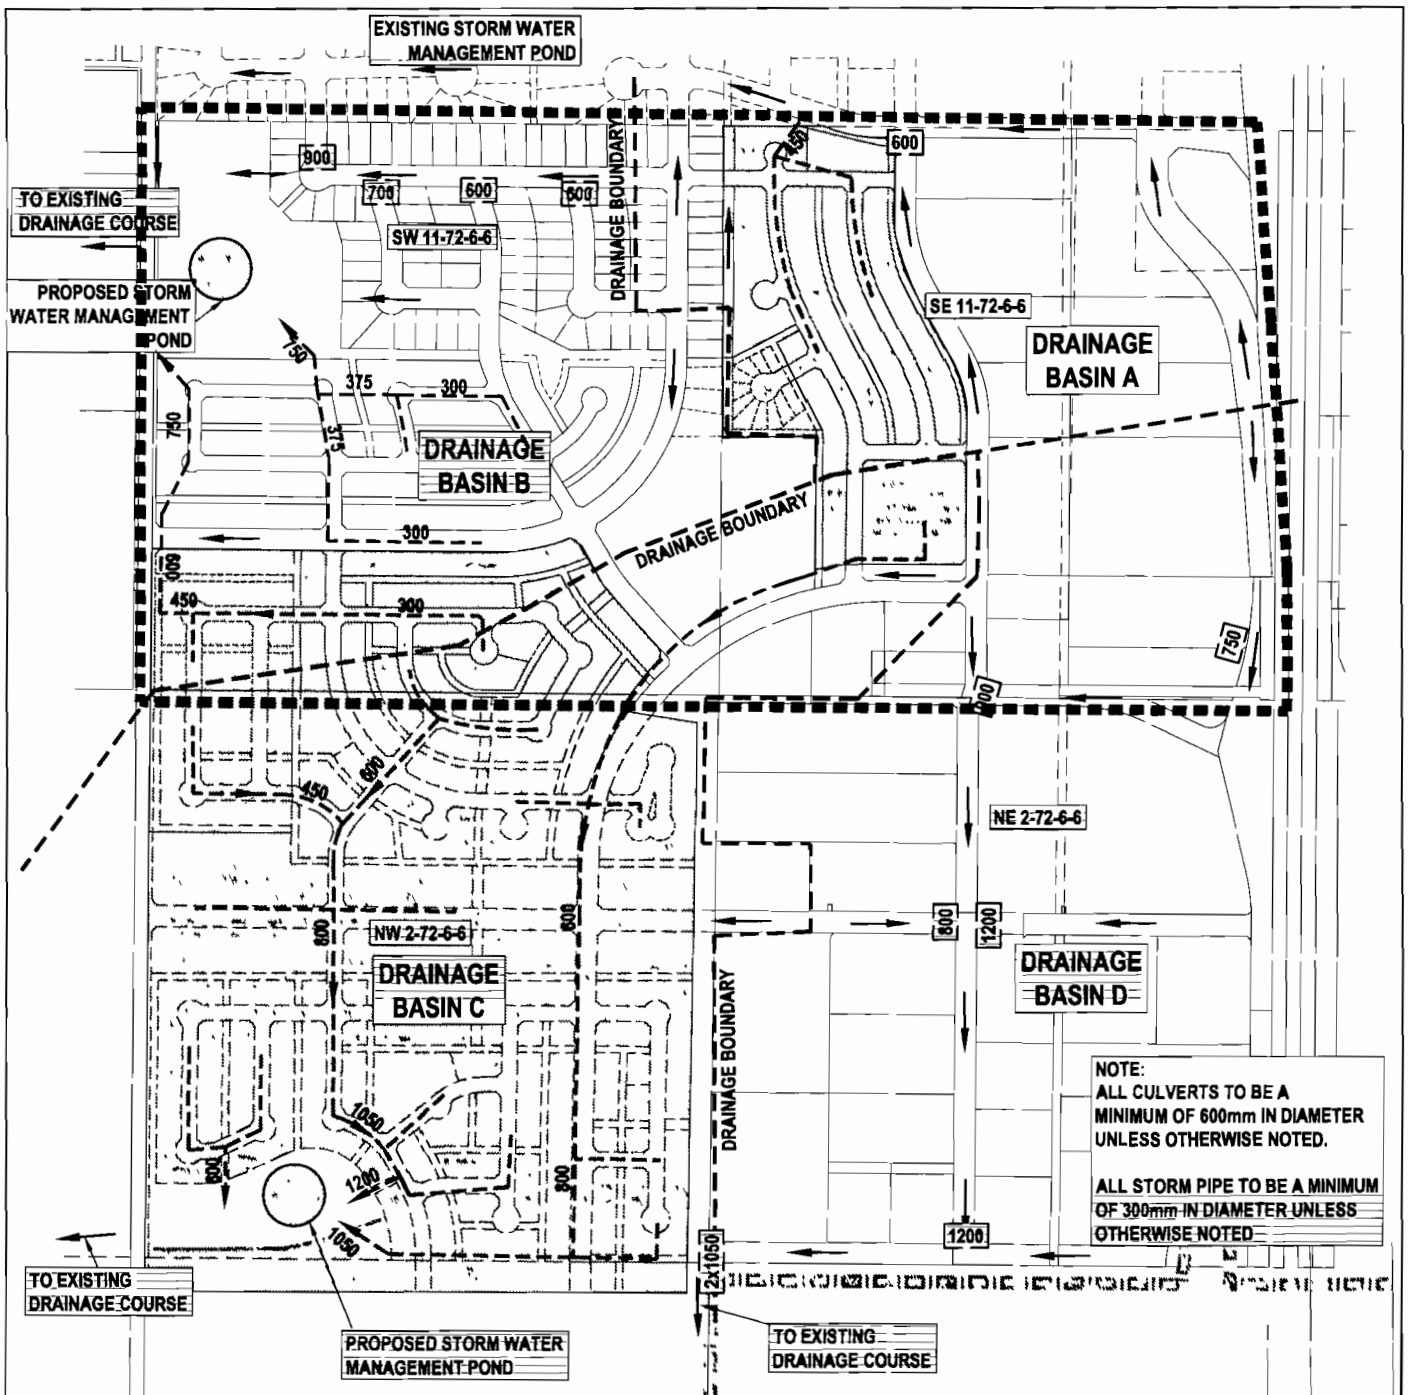 EXISTING STORM WATER
MANAGEMENT POND
900
700
600
600
450
600
TO EXISTING
DRAINAGE COURSE
SW 11-72-6-6
DRAINAGE BOUNDARY
PROPOSED STORM
WATER MANAGEMENT
POND
SE 11-72-6-6
DRAINAGE
BASIN A
750
375
300
750
375
DRAINAGE
BASIN B
300
DRAINAGE BOUNDARY
600
450
300
750
900
600
450
NE 2-72-6-6
800
600
NW 2-72-6-6
800
1200
DRAINAGE
BASIN C
DRAINAGE
BASIN D
DRAINAGE BOUNDARY
NOTE:
ALL CULVERTS TO BE A
MINIMUM OF 600mm IN DIAMETER
UNLESS OTHERWISE NOTED.
ALL STORM PIPE TO BE A MINIMUM
OF 300mm IN DIAMETER UNLESS
OTHERWISE NOTED
1050
600
1200
800
1050
1200
2x1050
TO EXISTING
DRAINAGE COURSE
PROPOSED STORM WATER
MANAGEMENT POND
TO EXISTING
DRAINAGE COURSE